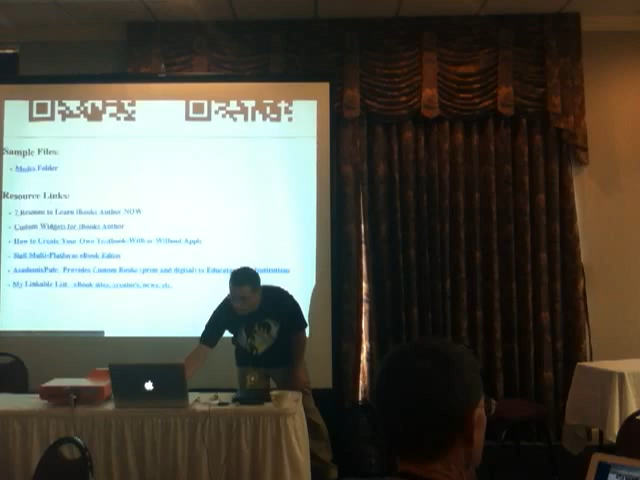 Sample Files:
Media Folder
Resource Links:
7 Reasons to Learn iBooks Author NOW
Custom Widgets for iBooks Author
How to Create Your Own Textbook With or Without Apple
Multi-Platform eBook Editor
AcademicPub: Provides Custom Books (print and digital) to Educators Institutions
My Linkable List eBook sites, creators, news, etc.